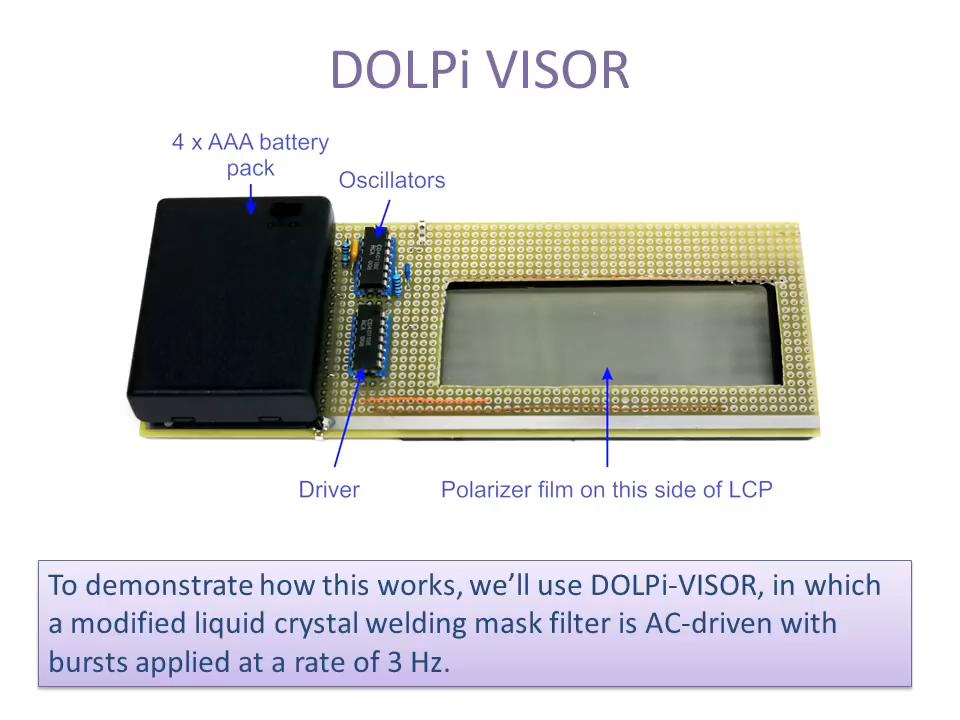 DOLPi VISOR
4 x AAA battery
pack
Oscillators
Driver
Polarizer film on this side of LCP
To demonstrate how this works, we’ll use DOLPi-VISOR, in which
a modified liquid crystal welding mask filter is AC-driven with
bursts applied at a rate of 3 Hz.